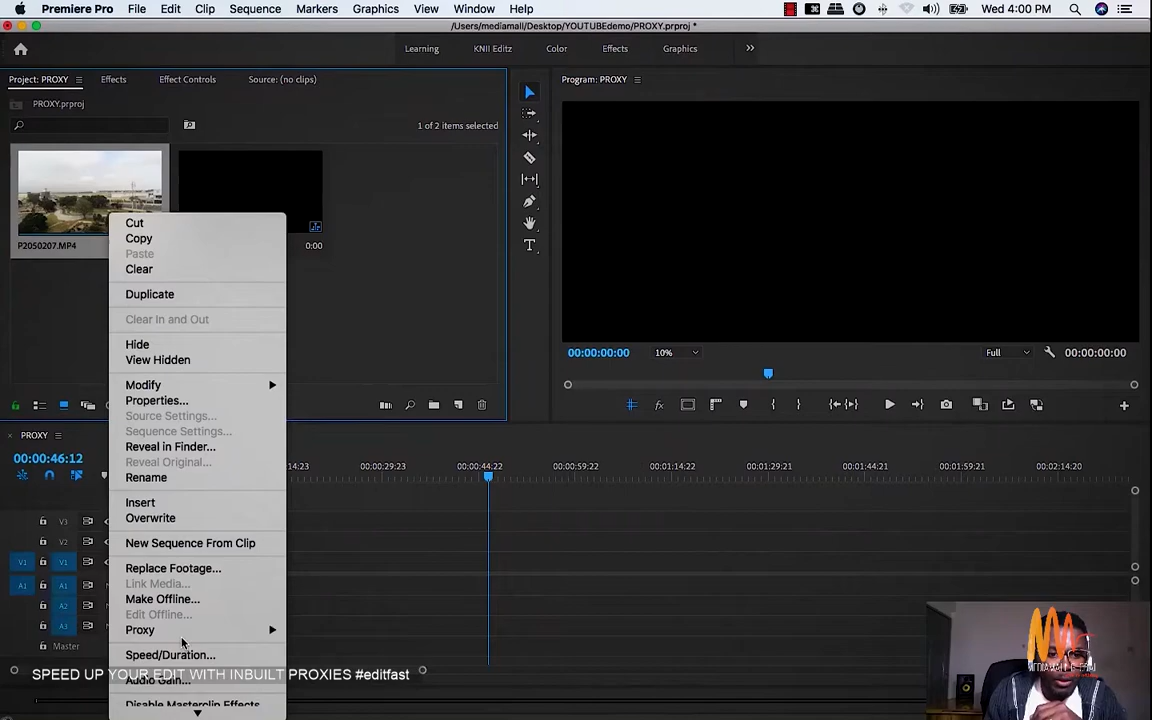 Premiere Pro File Edit Clip Sequence Markers Graphics View Window Help Wed 4:00 PM
/Users/mediamall/Desktop/YOUTUBEdemo/PROXY.prproj *
Learning KNII Editz Color Effects Graphics
Project: PROXY Effects Effect Controls Source: (no clips) Program: PROXY
PROXY.prproj
1 of 2 items selected
P2050207.MP4 0:00
Cut
Copy
Paste
Clear
Duplicate
Clear In and Out
Hide
View Hidden
Modify
Properties...
Source Settings...
Sequence Settings...
Reveal in Finder...
Reveal Original...
Rename
Insert
Overwrite
New Sequence From Clip
Replace Footage...
Link Media...
Make Offline...
Edit Offline...
Proxy
Speed/Duration...
Audio Gain...
Disable Masterclip Effects
00:00:00:00 10% Full 00:00:00:00
fx
T
PROXY
00:00:46:12
:14:23 00:00:29:23 00:00:44:22 00:00:59:22 00:01:14:22 00:01:29:21 00:01:44:21 00:01:59:21 00:02:14:20
V3
V2
V1 V1
A1 A1
A2
A3
Master
SPEED UP YOUR EDIT WITH INBUILT PROXIES #editfast